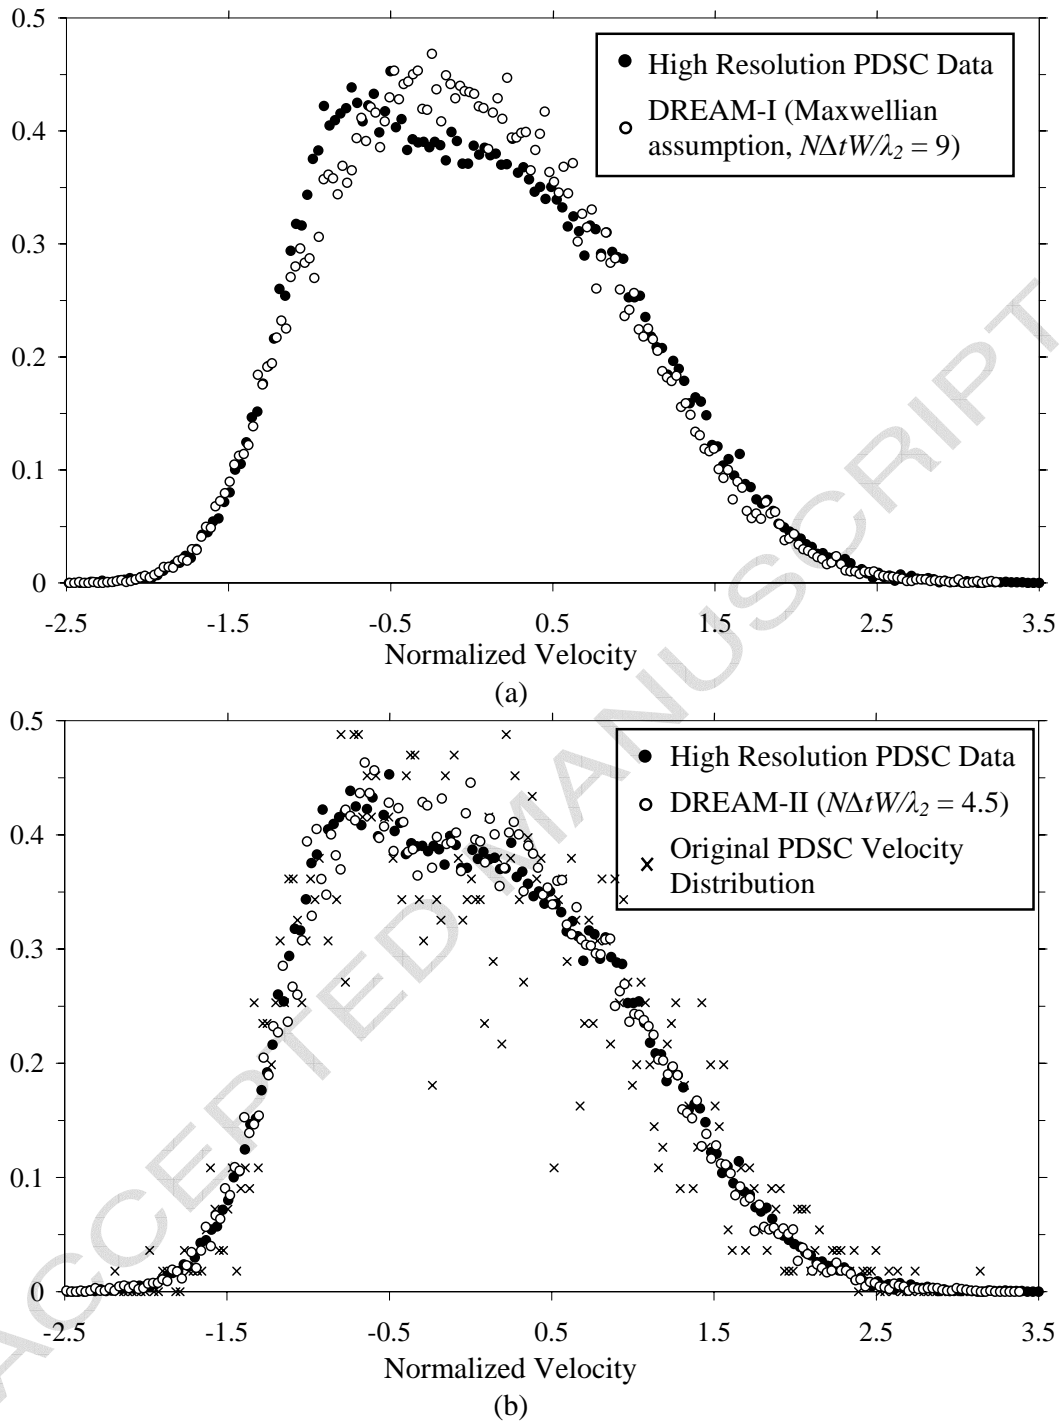 0.5
0.4
0.3
0.2
0.1
0
High Resolution PDSC Data
DREAM-I (Maxwellian
assumption, NΔtW/λ₂ = 9)
-2.5 -1.5 -0.5 0.5 1.5 2.5 3.5
Normalized Velocity
(a)
0.5
0.4
0.3
0.2
0.1
0
High Resolution PDSC Data
DREAM-II (NΔtW/λ₂ = 4.5)
Original PDSC Velocity
Distribution
-2.5 -1.5 -0.5 0.5 1.5 2.5 3.5
Normalized Velocity
(b)
ACCEPTED MANUSCRIPT